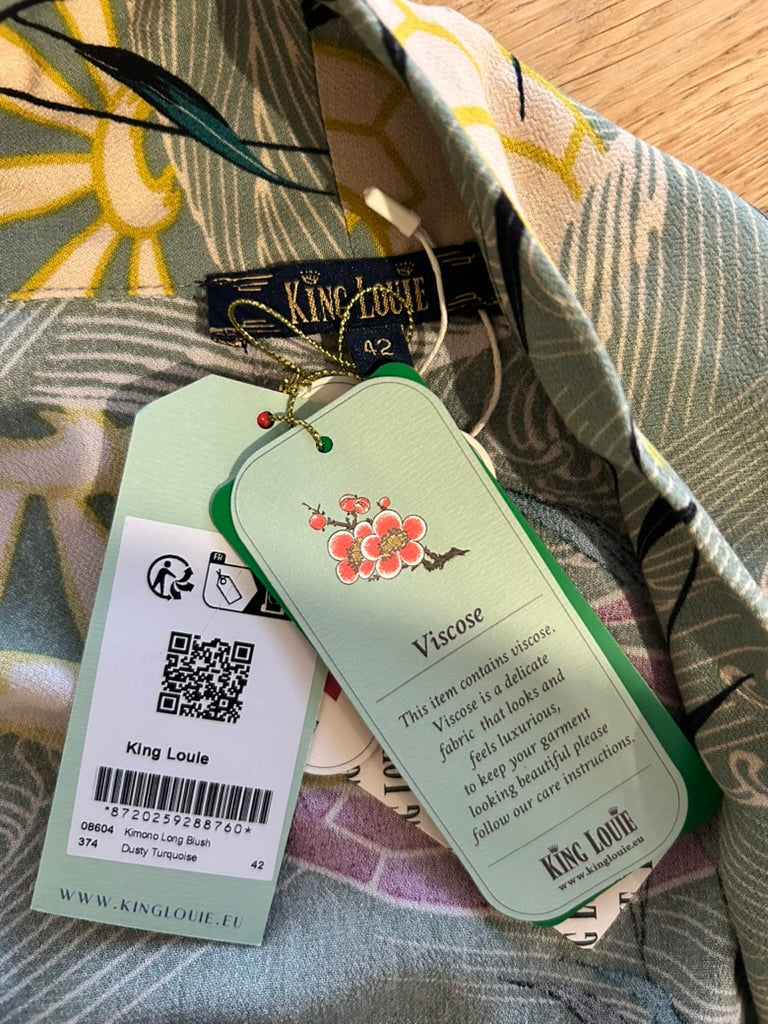 KING LOUIE
42
FR
King Louie
*8720259288760*
08604 Kimono Long Blush
374 Dusty Turquoise 42
WWW.KINGLOUIE.EU
Viscose
This item contains viscose.
Viscose is a delicate
fabric that looks and
feels luxurious,
to keep your garment
looking beautiful please
follow our care instructions.
KING LOUIE
www.kinglouie.eu